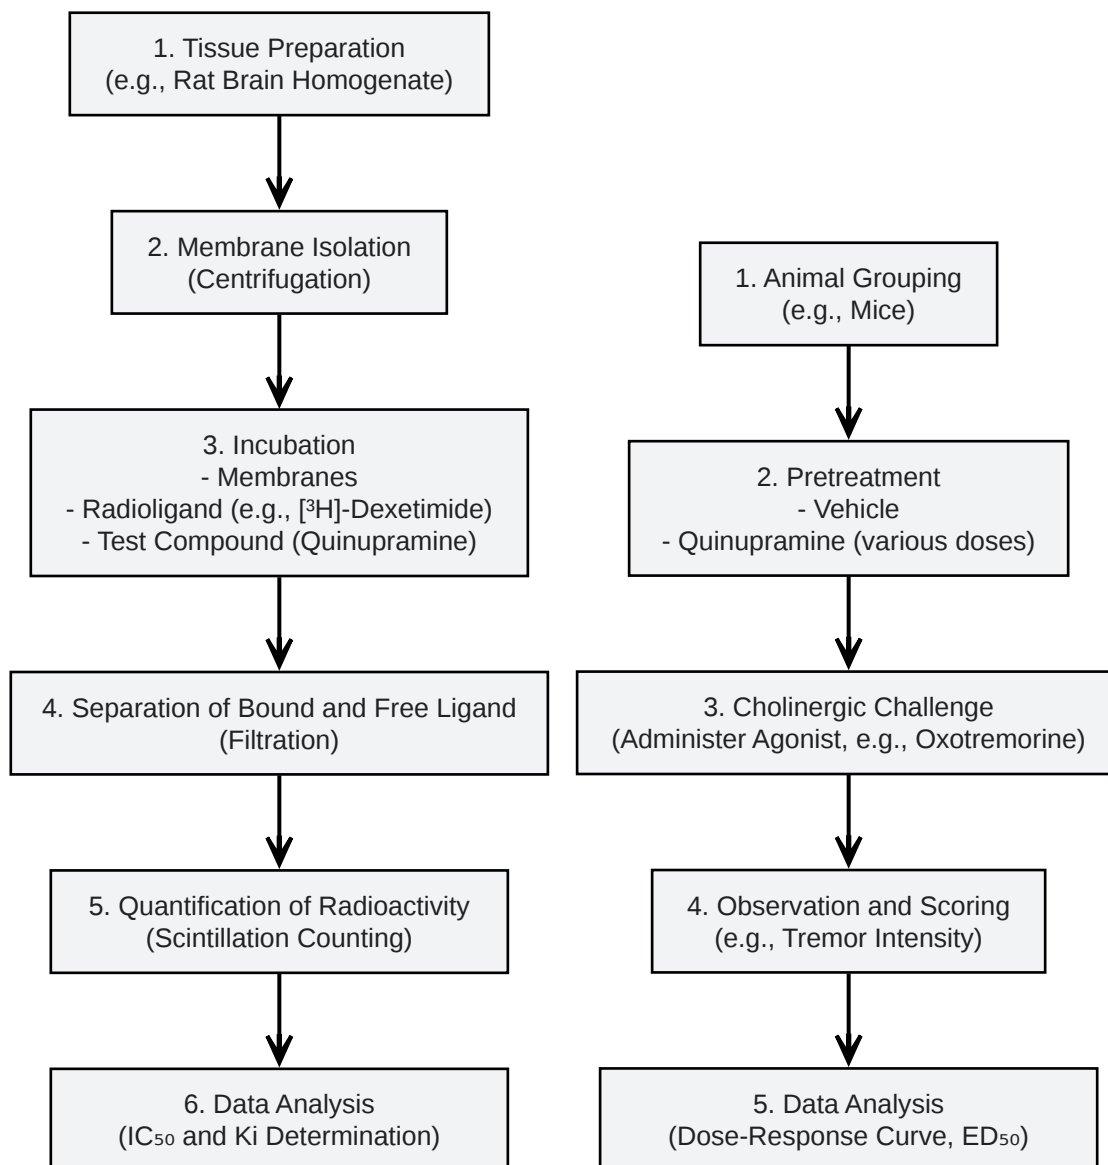 1. Tissue Preparation
(e.g., Rat Brain Homogenate)
2. Membrane Isolation
(Centrifugation)
3. Incubation
- Membranes
- Radioligand (e.g., [³H]-Dexetimide)
- Test Compound (Quinupramine)
4. Separation of Bound and Free Ligand
(Filtration)
5. Quantification of Radioactivity
(Scintillation Counting)
6. Data Analysis
(IC₅₀ and Ki Determination)
1. Animal Grouping
(e.g., Mice)
2. Pretreatment
- Vehicle
- Quinupramine (various doses)
3. Cholinergic Challenge
(Administer Agonist, e.g., Oxotremorine)
4. Observation and Scoring
(e.g., Tremor Intensity)
5. Data Analysis
(Dose-Response Curve, ED₅₀)